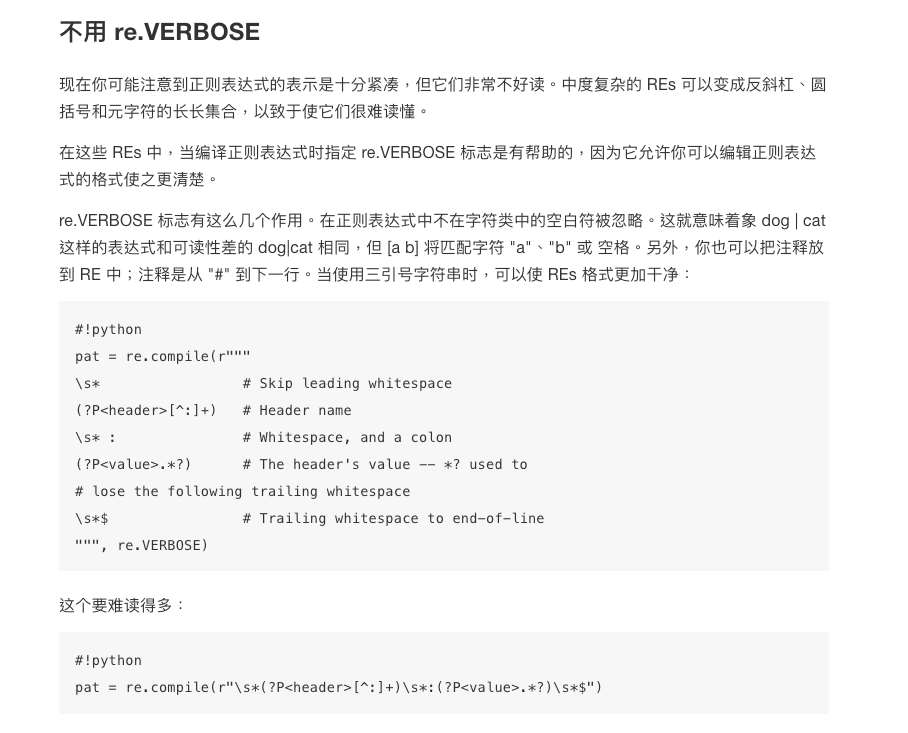 不用 re.VERBOSE
现在你可能注意到正则表达式的表示是十分紧凑，但它们非常不好读。中度复杂的 REs 可以变成反斜杠、圆
括号和元字符的长长集合，以致于使它们很难读懂。
在这些 REs 中，当编译正则表达式时指定 re.VERBOSE 标志是有帮助的，因为它允许你可以编辑正则表达
式的格式使之更清楚。
re.VERBOSE 标志有这么几个作用。在正则表达式中不在字符类中的空白符被忽略。这就意味着象 dog | cat
这样的表达式和可读性差的 dog|cat 相同，但 [a b] 将匹配字符 "a"、"b" 或 空格。另外，你也可以把注释放
到 RE 中；注释是从 "#" 到下一行。当使用三引号字符串时，可以使 REs 格式更加干净：
#!python
pat = re.compile(r"""
\s*                 # Skip leading whitespace
(?P<header>[^:]+)   # Header name
\s* :               # Whitespace, and a colon
(?P<value>.*?)      # The header's value -- *? used to
# lose the following trailing whitespace
\s*$                # Trailing whitespace to end-of-line
""", re.VERBOSE)
这个要难读得多：
#!python
pat = re.compile(r"\s*(?P<header>[^:]+)\s*:(?P<value>.*?)\s*$")